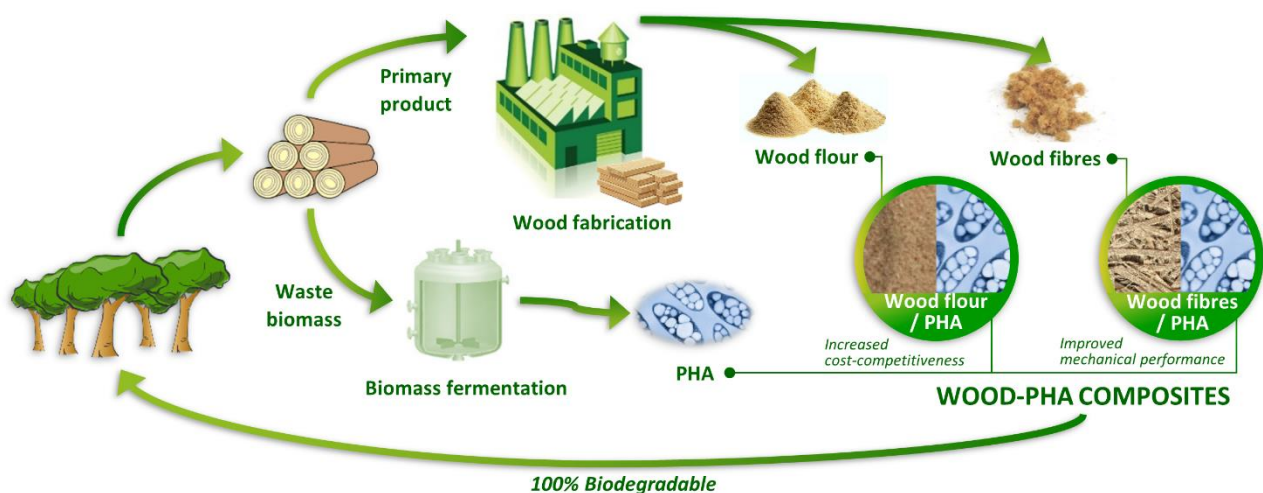 Primary
product
Wood fabrication
Wood flour
Wood fibres
Waste
biomass
Biomass fermentation
PHA
Wood flour
/ PHA
Wood fibres
/ PHA
Increased
cost-competitiveness
Improved
mechanical performance
WOOD-PHA COMPOSITES
100% Biodegradable